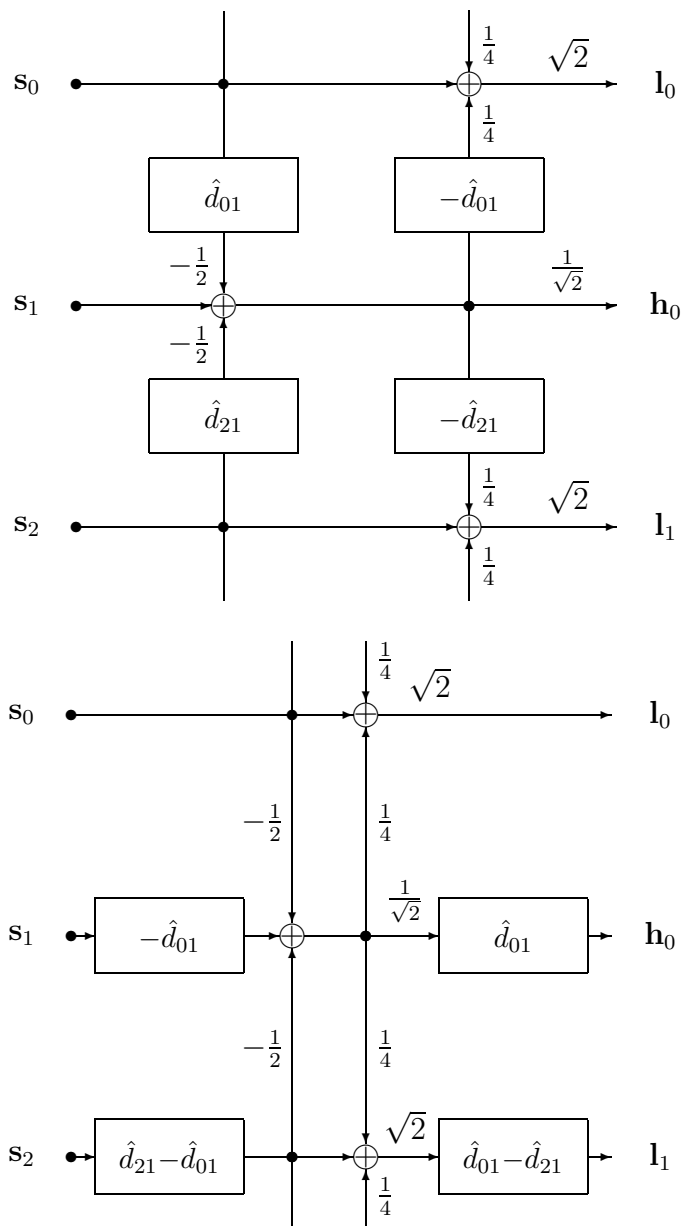 1/4
s₀ √2 l₀
1/4
d̂₀₁ −d̂₀₁
−1/2
s₁ 1/√2 h₀
−1/2
d̂₂₁ −d̂₂₁
1/4
s₂ √2 l₁
1/4
1/4
√2
s₀ l₀
−1/2 1/4
1/√2
s₁ −d̂₀₁ d̂₀₁ h₀
−1/2 1/4
√2
s₂ d̂₂₁−d̂₀₁ d̂₀₁−d̂₂₁ l₁
1/4